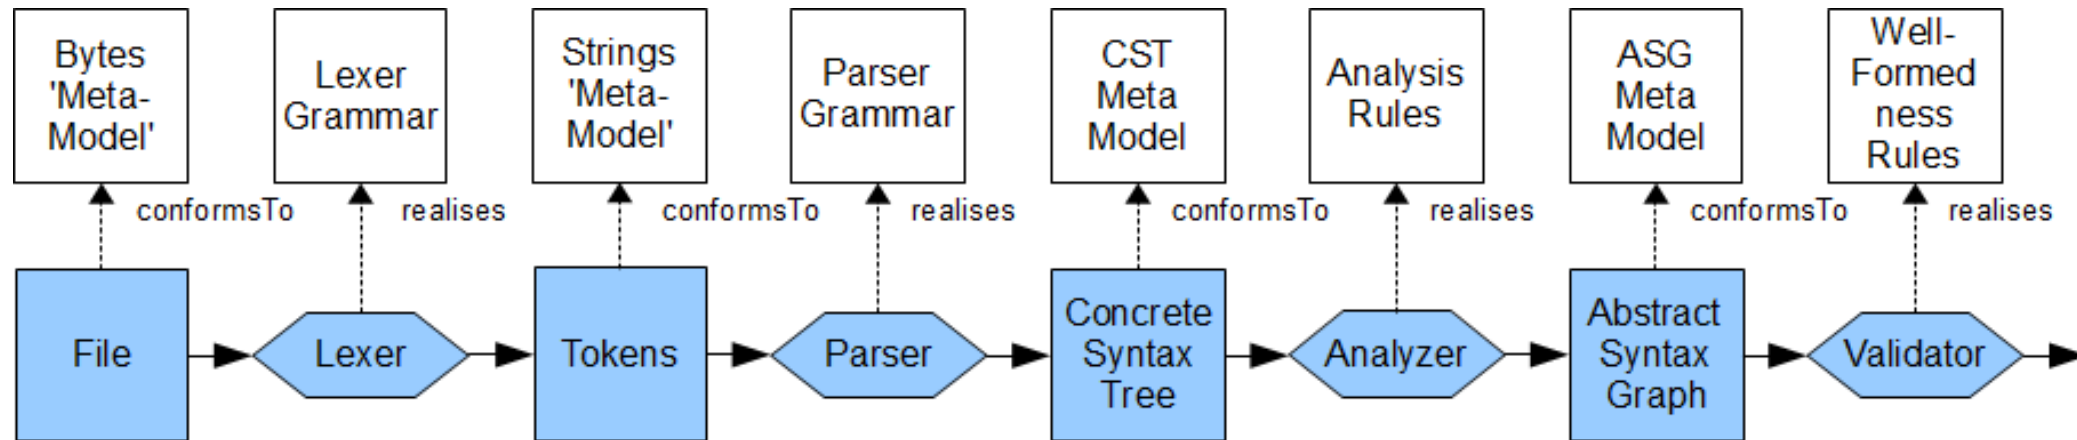 Bytes
'Meta-
Model'
Lexer
Grammar
Strings
'Meta-
Model'
Parser
Grammar
CST
Meta
Model
Analysis
Rules
ASG
Meta
Model
Well-
Formed
ness
Rules
conformsTo
realises
conformsTo
realises
conformsTo
realises
conformsTo
realises
File
Lexer
Tokens
Parser
Concrete
Syntax
Tree
Analyzer
Abstract
Syntax
Graph
Validator